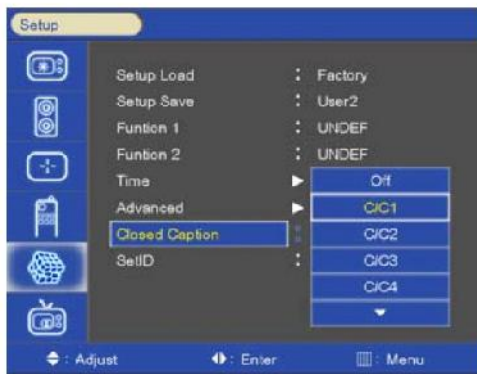 Setup
Setup Load : Factory
Setup Save : User2
Funtion 1 : UNDEF
Funtion 2 : UNDEF
Time Off
Advanced C/C1
Closed Caption : C/C2
SetID : C/C3
C/C4
: Adjust : Enter : Menu